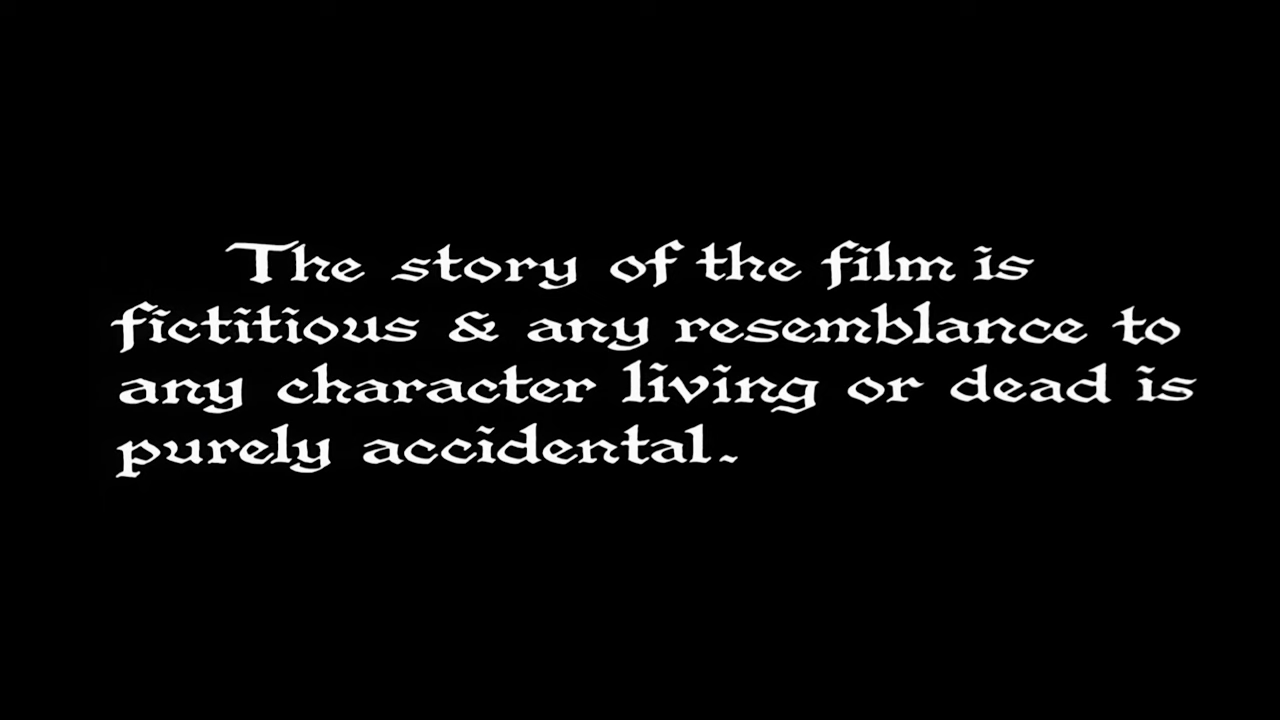 The story of the film is
fictitious & any resemblance to
any character living or dead is
purely accidental.